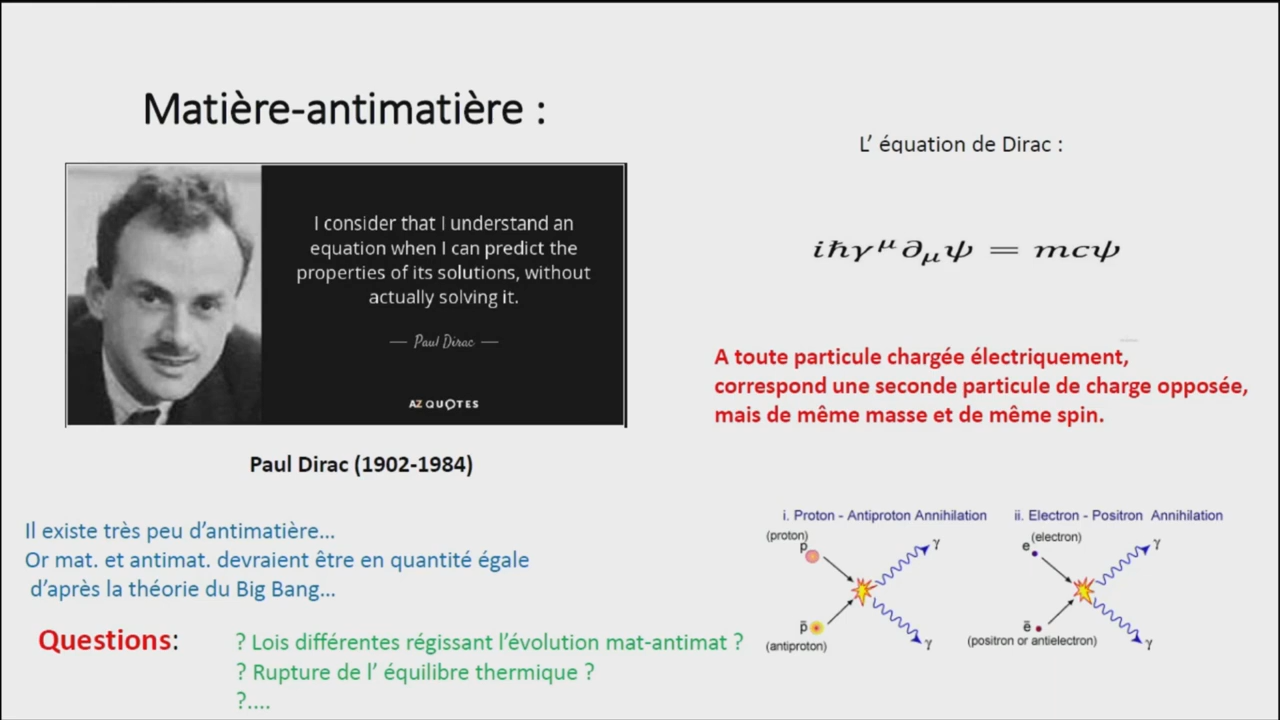 Matière-antimatière :
I consider that I understand an
equation when I can predict the
properties of its solutions, without
actually solving it.
— Paul Dirac —
AZ QUOTES
Paul Dirac (1902-1984)
Il existe très peu d’antimatière...
Or mat. et antimat. devraient être en quantité égale
d’après la théorie du Big Bang...
Questions:
? Lois différentes régissant l’évolution mat-antimat ?
? Rupture de l’ équilibre thermique ?
?....
L’ équation de Dirac :
iℏγ^μ ∂_μ ψ = mcψ
A toute particule chargée électriquement,
correspond une seconde particule de charge opposée,
mais de même masse et de même spin.
i. Proton - Antiproton Annihilation
(proton)
p
γ
p̄
(antiproton)
γ
ii. Electron - Positron Annihilation
(electron)
e
γ
ē
(positron or antielectron)
γ